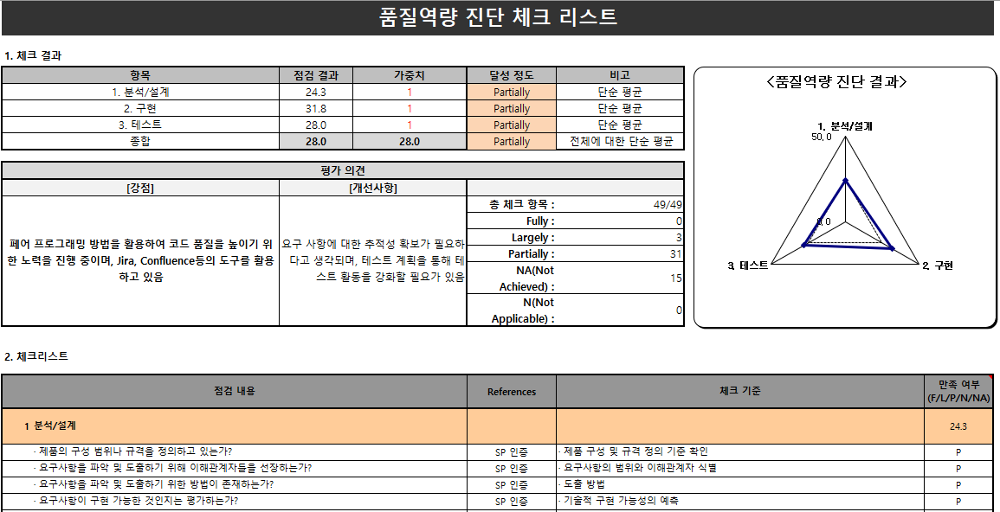 품질역량 진단 체크 리스트
1. 체크 결과
항목 점검 결과 가중치 달성 정도 비고
1. 분석/설계 24.3 1 Partially 단순 평균
2. 구현 31.8 1 Partially 단순 평균
3. 테스트 28.0 1 Partially 단순 평균
종합 28.0 28.0 Partially 전체에 대한 단순 평균
<품질역량 진단 결과>
1. 분석/설계
50.0
0.0
3. 테스트
2. 구현
평가 의견
[강점] [개선사항]
페어 프로그래밍 방법을 활용하여 코드 품질을 높이기 위
한 노력을 진행 중이며, Jira, Confluence등의 도구를 활용
하고 있음
요구 사항에 대한 추적성 확보가 필요하
다고 생각되며, 테스트 계획을 통해 테
스트 활동을 강화할 필요가 있음
총 체크 항목 : 49/49
Fully : 0
Largely : 3
Partially : 31
NA(Not
Achieved) : 15
N(Not
Applicable) : 0
2. 체크리스트
점검 내용 References 체크 기준 만족 여부
(F/L/P/N/NA)
1 분석/설계 24.3
· 제품의 구성 범위나 규격을 정의하고 있는가? SP 인증 · 제품 구성 및 규격 정의 기준 확인 P
· 요구사항을 파악 및 도출하기 위해 이해관계자들을 선장하는가? SP 인증 · 요구사항의 범위와 이해관계자 식별 P
· 요구사항을 파악 및 도출하기 위한 방법이 존재하는가? SP 인증 · 도출 방법 P
· 요구사항이 구현 가능한 것인지는 평가하는가? SP 인증 · 기술적 구현 가능성의 예측 P